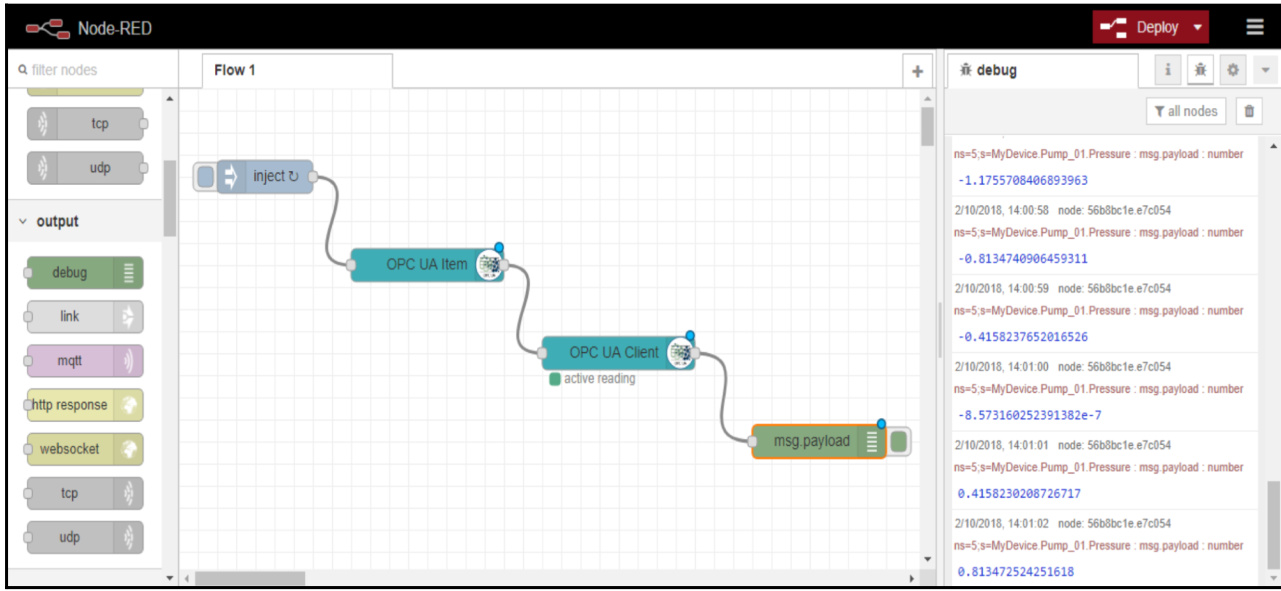 Node-RED
Deploy
filter nodes
Flow 1
debug
i
all nodes
tcp
udp
output
debug
link
mqtt
http response
websocket
tcp
udp
inject ↻
OPC UA Item
OPC UA Client
active reading
msg.payload
ns=5;s=MyDevice.Pump_01.Pressure : msg.payload : number
-1.1755708406893963
2/10/2018, 14:00:58 node: 56b8bc1e.e7c054
ns=5;s=MyDevice.Pump_01.Pressure : msg.payload : number
-0.8134740906459311
2/10/2018, 14:00:59 node: 56b8bc1e.e7c054
ns=5;s=MyDevice.Pump_01.Pressure : msg.payload : number
-0.4158237652016526
2/10/2018, 14:01:00 node: 56b8bc1e.e7c054
ns=5;s=MyDevice.Pump_01.Pressure : msg.payload : number
-8.573160252391382e-7
2/10/2018, 14:01:01 node: 56b8bc1e.e7c054
ns=5;s=MyDevice.Pump_01.Pressure : msg.payload : number
0.4158230208726717
2/10/2018, 14:01:02 node: 56b8bc1e.e7c054
ns=5;s=MyDevice.Pump_01.Pressure : msg.payload : number
0.813472524251618